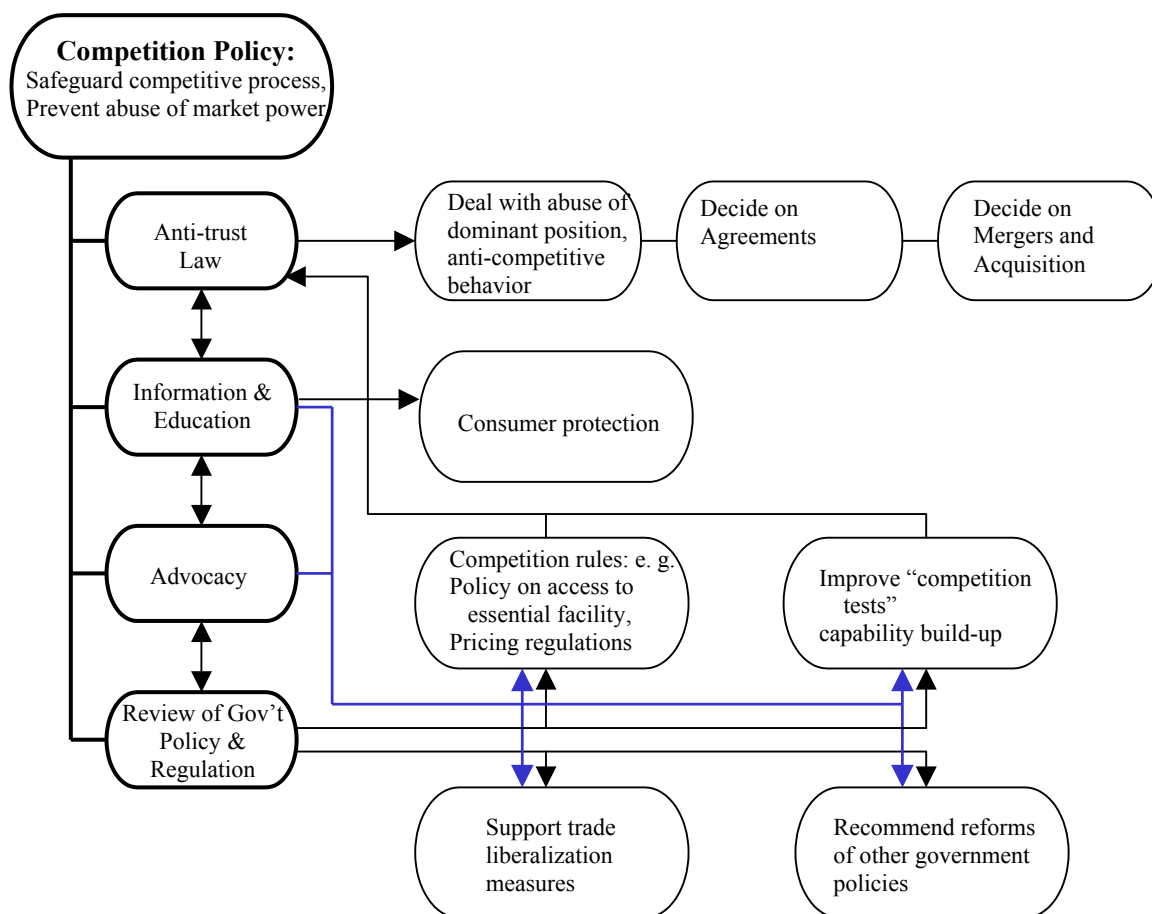 Competition Policy:
Safeguard competitive process,
Prevent abuse of market power
Anti-trust
Law
Deal with abuse of
dominant position,
anti-competitive
behavior
Decide on
Agreements
Decide on
Mergers and
Acquisition
Information &
Education
Consumer protection
Advocacy
Competition rules: e. g.
Policy on access to
essential facility,
Pricing regulations
Improve “competition
tests”
capability build-up
Review of Gov’t
Policy &
Regulation
Support trade
liberalization
measures
Recommend reforms
of other government
policies